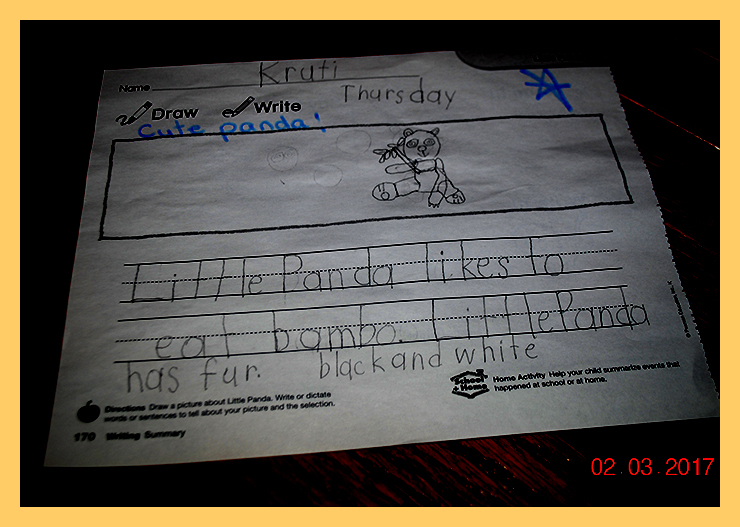 Name Kruti
Thursday
Draw Write
Cute panda!
Little Panda likes to
eat bambo. Little Panda
has fur. black and white
School + Home
Home Activity Help your child summarize events that
happened at school or at home.
Directions Draw a picture about Little Panda. Write or dictate
words or sentences to tell about your picture and the selection.
170 Writing Summary
02.03.2017